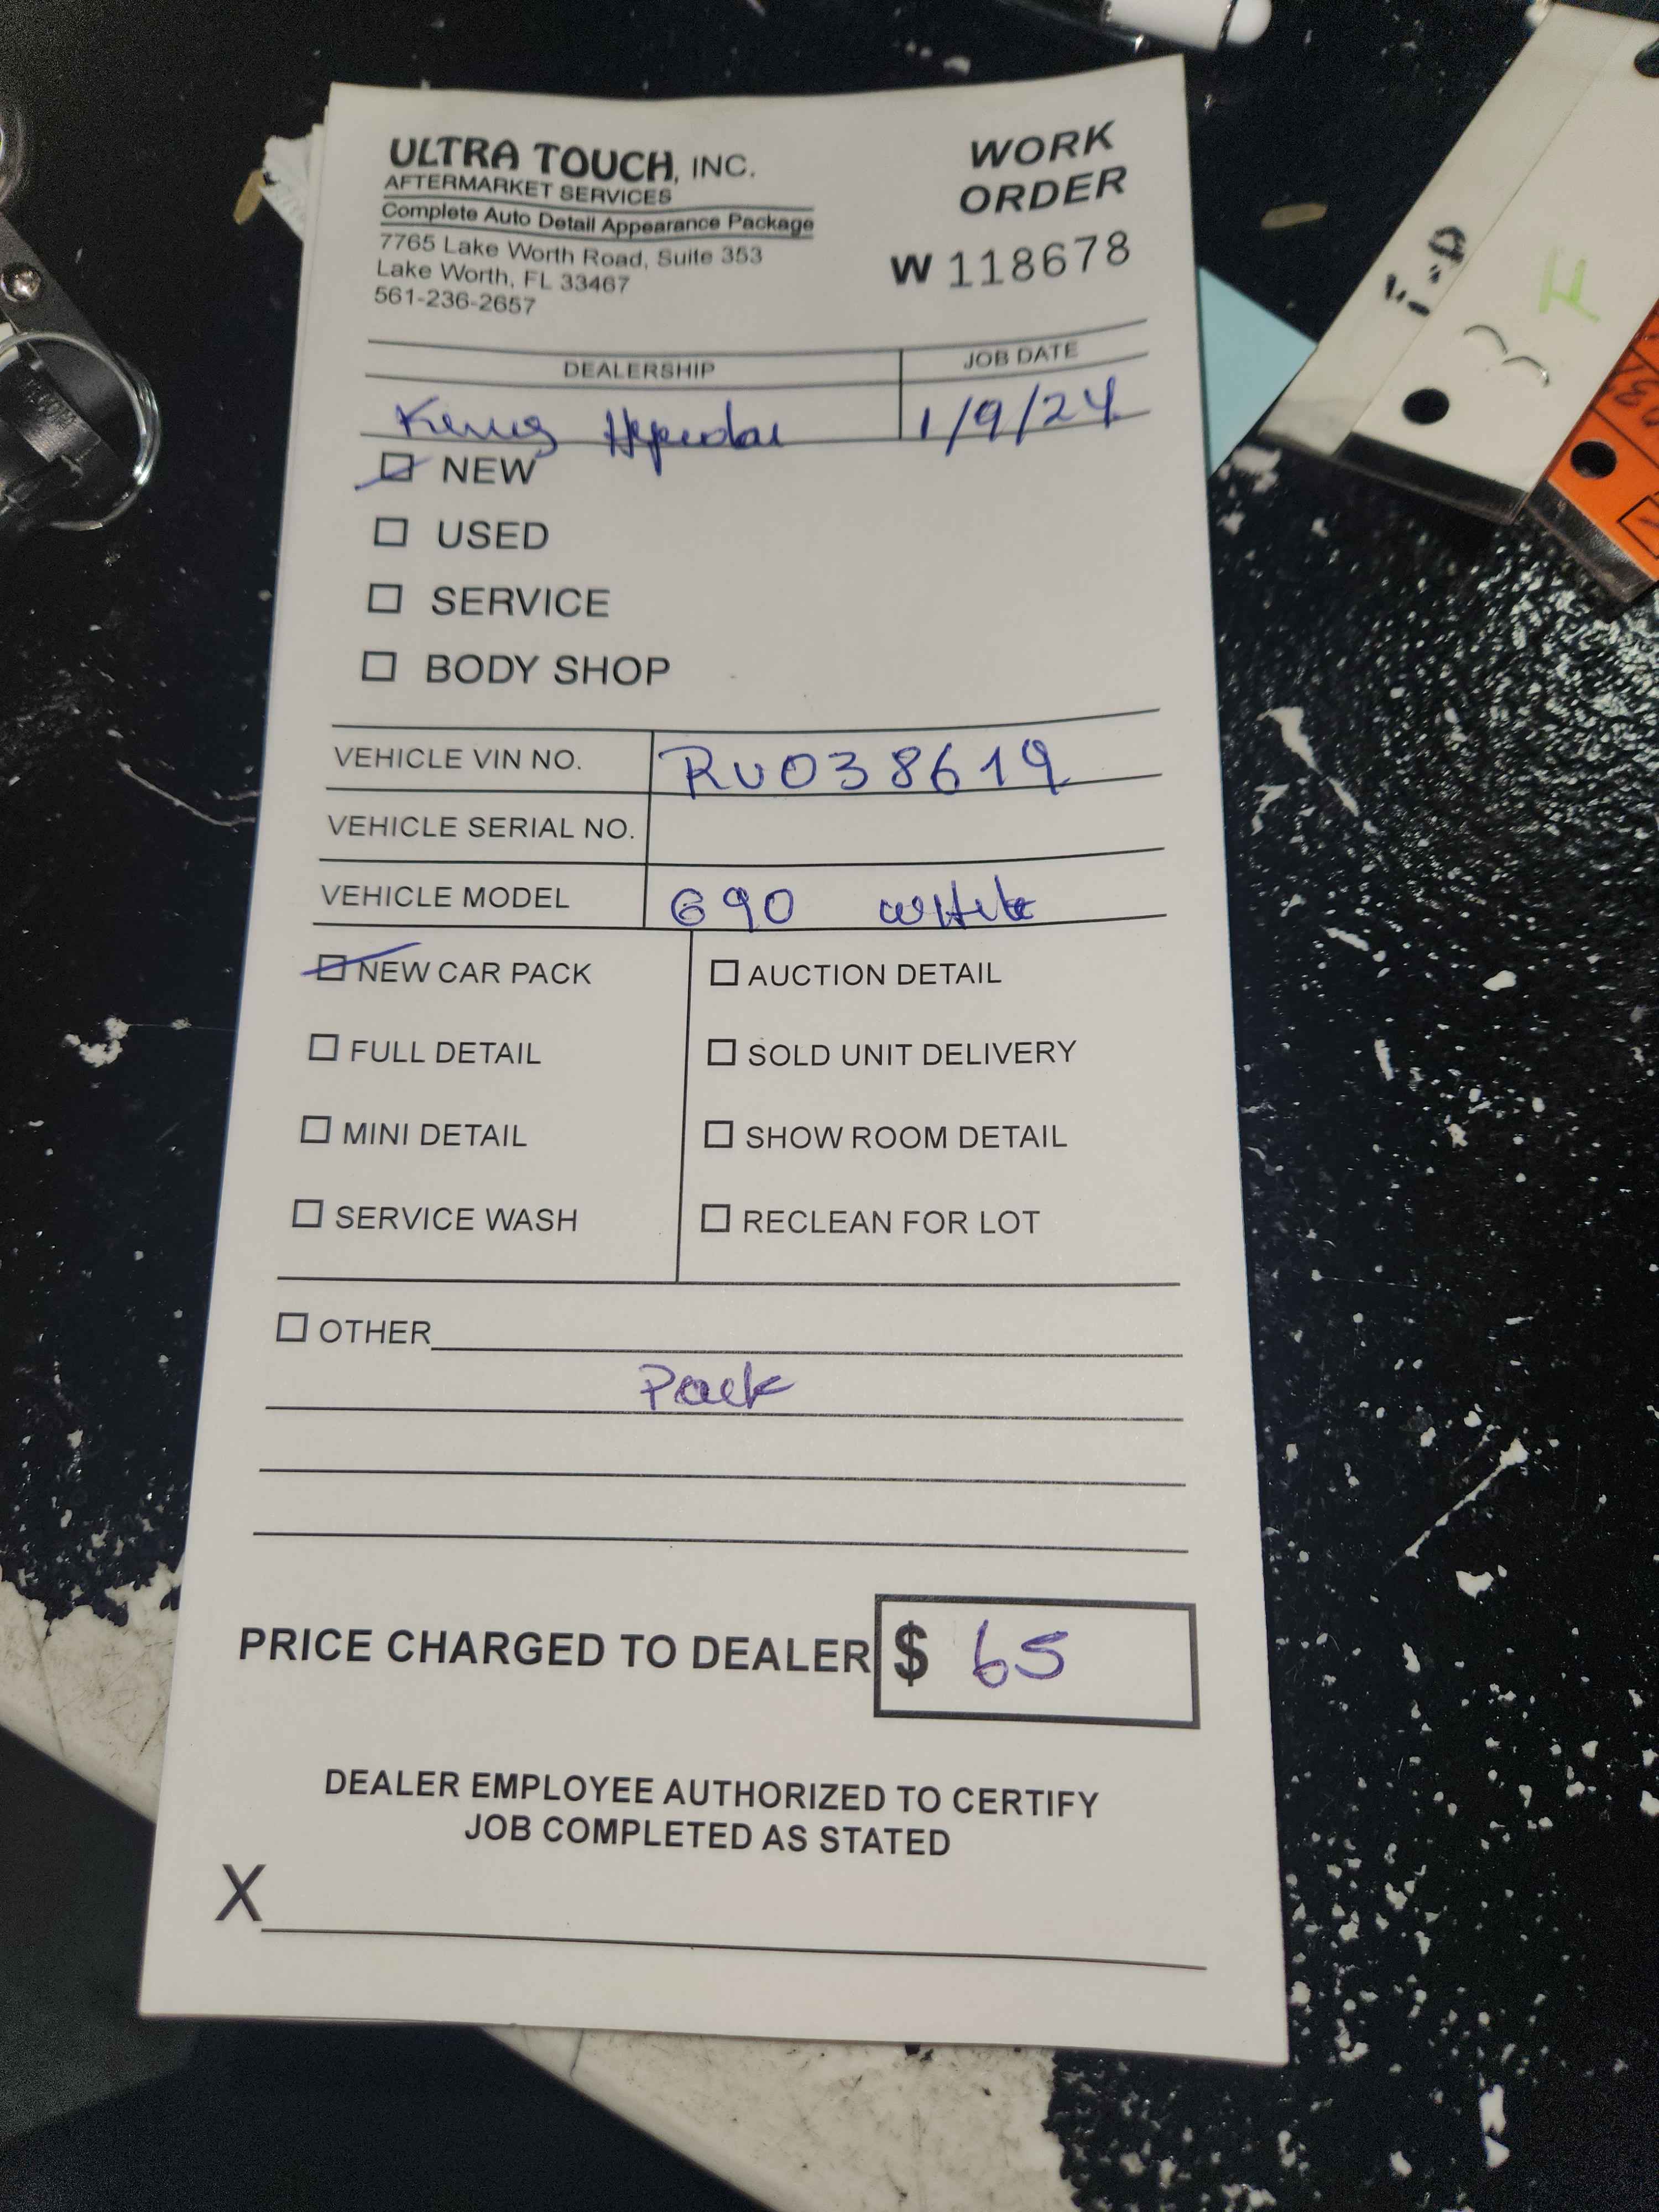 ULTRA TOUCH, INC.
AFTERMARKET SERVICES
Complete Auto Detail Appearance Package
7765 Lake Worth Road, Suite 353
Lake Worth, FL 33467
561-236-2657
WORK
ORDER
W 118678
DEALERSHIP
JOB DATE
1/9/24
NEW
USED
SERVICE
BODY SHOP
VEHICLE VIN NO. RU038619
VEHICLE SERIAL NO.
VEHICLE MODEL G90 white
NEW CAR PACK
FULL DETAIL
MINI DETAIL
SERVICE WASH
AUCTION DETAIL
SOLD UNIT DELIVERY
SHOW ROOM DETAIL
RECLEAN FOR LOT
OTHER
Pack
PRICE CHARGED TO DEALER $ 65
DEALER EMPLOYEE AUTHORIZED TO CERTIFY
JOB COMPLETED AS STATED
X